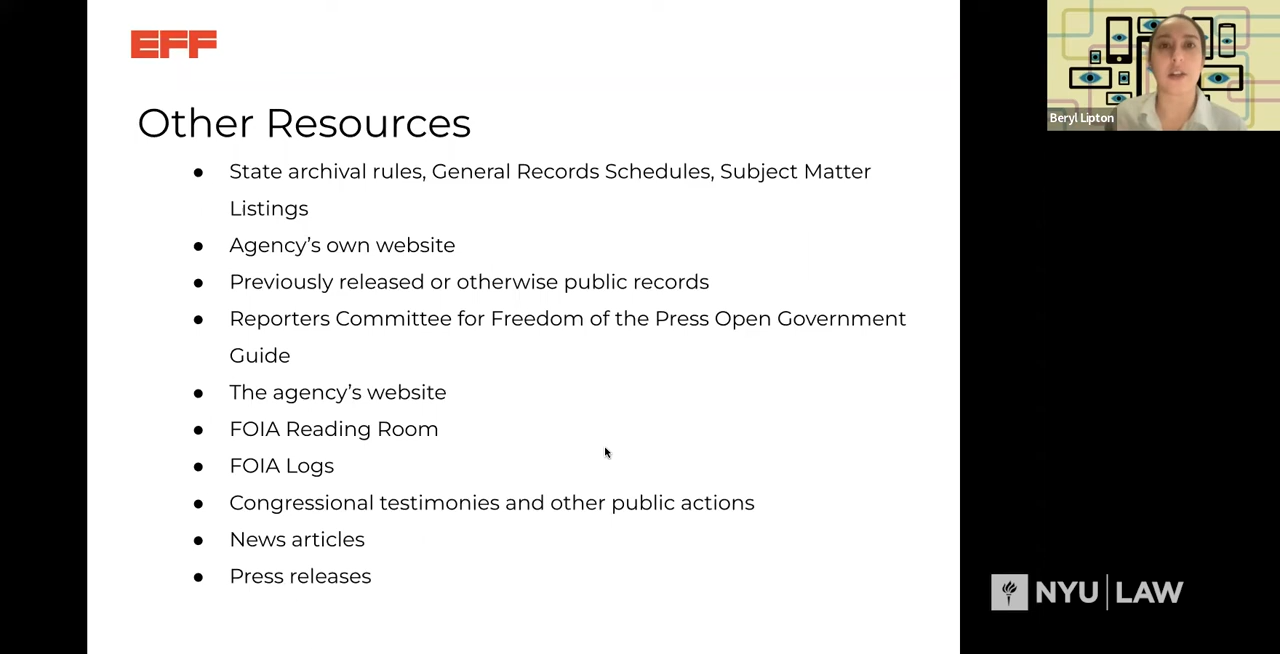 EFF
Other Resources
● State archival rules, General Records Schedules, Subject Matter
Listings
● Agency’s own website
● Previously released or otherwise public records
● Reporters Committee for Freedom of the Press Open Government
Guide
● The agency’s website
● FOIA Reading Room
● FOIA Logs
● Congressional testimonies and other public actions
● News articles
● Press releases
Beryl Lipton
NYU | LAW